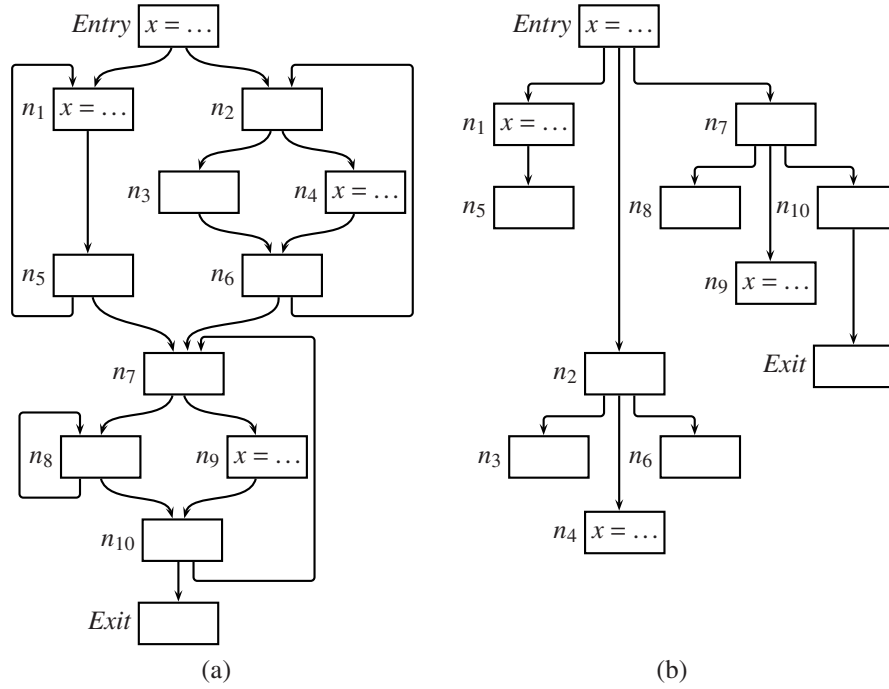 Entry x = …
n1 x = …
n2
n3
n4 x = …
n5
n6
n7
n8
n9 x = …
n10
Exit
(a)
Entry x = …
n1 x = …
n7
n5
n8
n10
n9 x = …
n2
Exit
n3
n6
n4 x = …
(b)